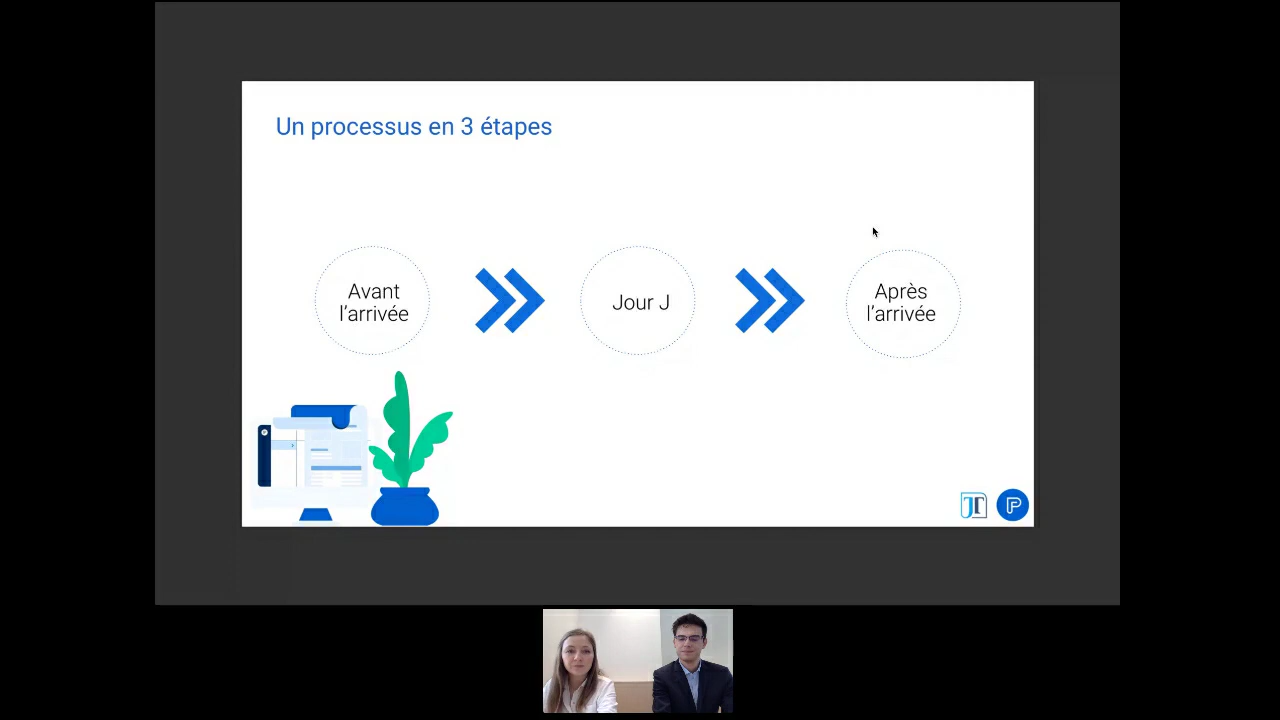 Un processus en 3 étapes
Avant
l'arrivée
Jour J
Après
l'arrivée